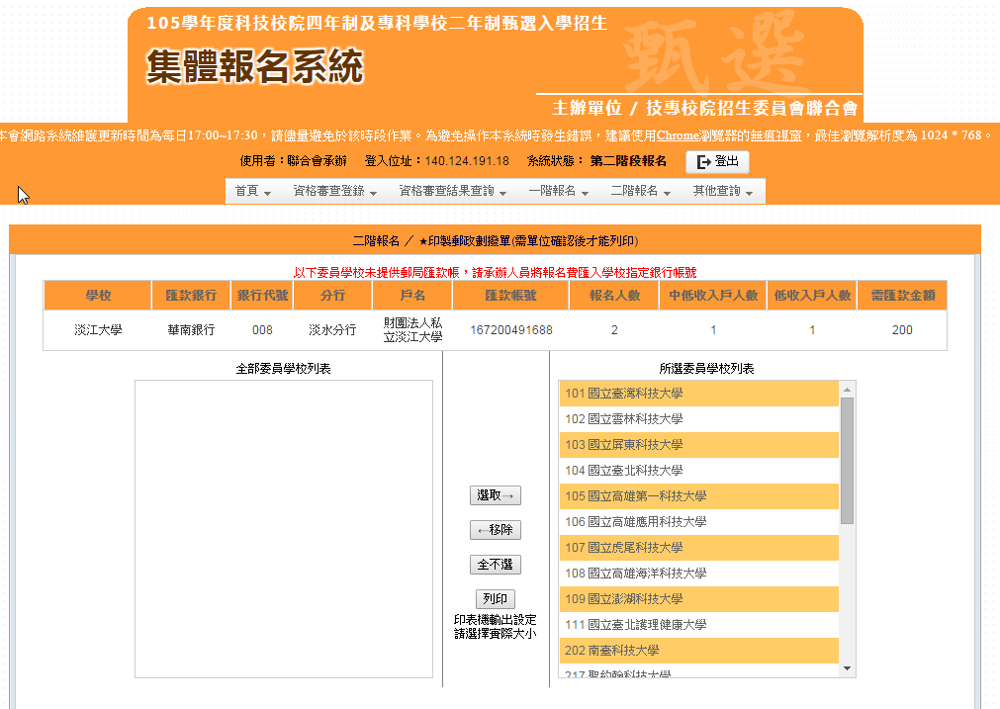 105學年度科技校院四年制及專科學校二年制甄選入學招生
甄選
集體報名系統
主辦單位 / 技專校院招生委員會聯合會
本會網路系統維護更新時間為每日17:00~17:30，請儘量避免於該時段作業。為避免操作本系統時發生錯誤，建議使用Chrome瀏覽器的無痕視窗，最佳瀏覽解析度為 1024 * 768。
使用者：聯合會承辦 登入位址：140.124.191.18 系統狀態： 第二階段報名 登出
首頁 資格審查登錄 資格審查結果查詢 一階報名 二階報名 其他查詢
二階報名 ／ ★印製郵政劃撥單(需單位確認後才能列印)
以下委員學校未提供郵局匯款帳，請承辦人員將報名費匯入學校指定銀行帳號
學校 匯款銀行 銀行代號 分行 戶名 匯款帳號 報名人數 中低收入戶人數 低收入戶人數 需匯款金額
淡江大學 華南銀行 008 淡水分行 財團法人私立淡江大學 167200491688 2 1 1 200
全部委員學校列表
選取→
←移除
全不選
列印
印表機輸出設定
請選擇實際大小
所選委員學校列表
101 國立臺灣科技大學
102 國立雲林科技大學
103 國立屏東科技大學
104 國立臺北科技大學
105 國立高雄第一科技大學
106 國立高雄應用科技大學
107 國立虎尾科技大學
108 國立高雄海洋科技大學
109 國立澎湖科技大學
111 國立臺北護理健康大學
202 南臺科技大學
217 聖約翰科技大學